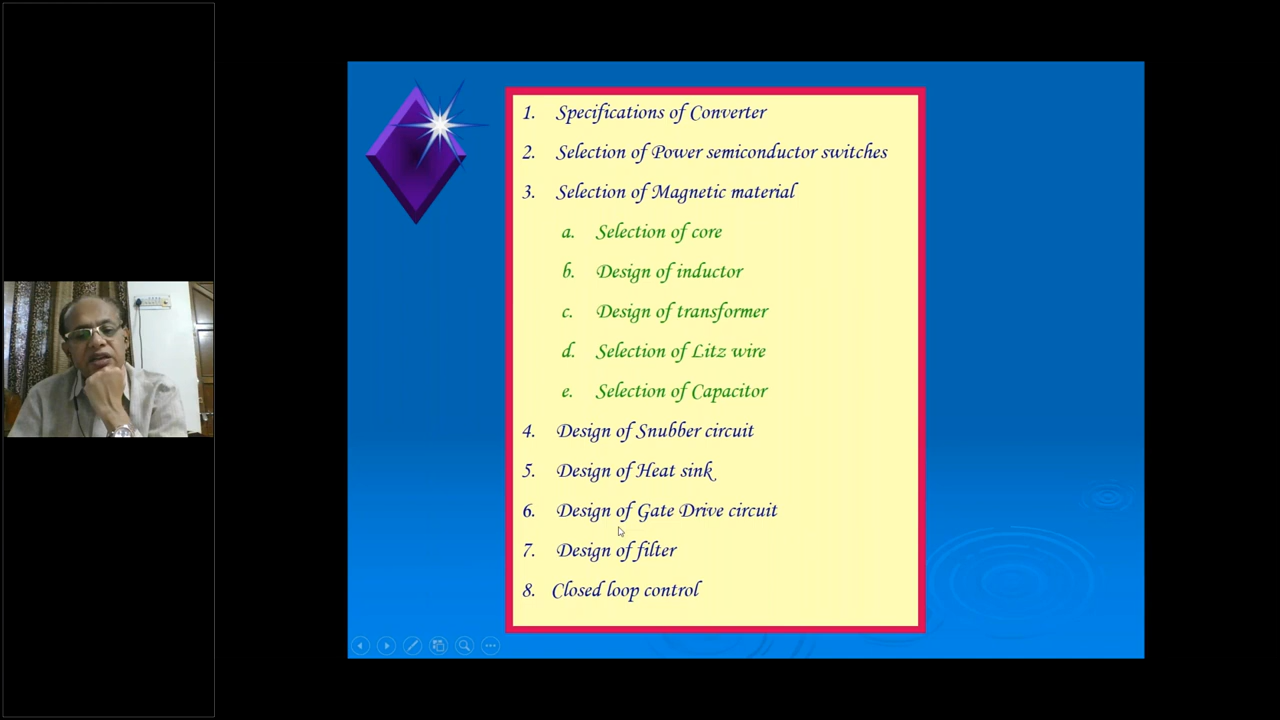 1. Specifications of Converter
2. Selection of Power semiconductor switches
3. Selection of Magnetic material
a. Selection of core
b. Design of inductor
c. Design of transformer
d. Selection of Litz wire
e. Selection of Capacitor
4. Design of Snubber circuit
5. Design of Heat sink
6. Design of Gate Drive circuit
7. Design of filter
8. Closed loop control